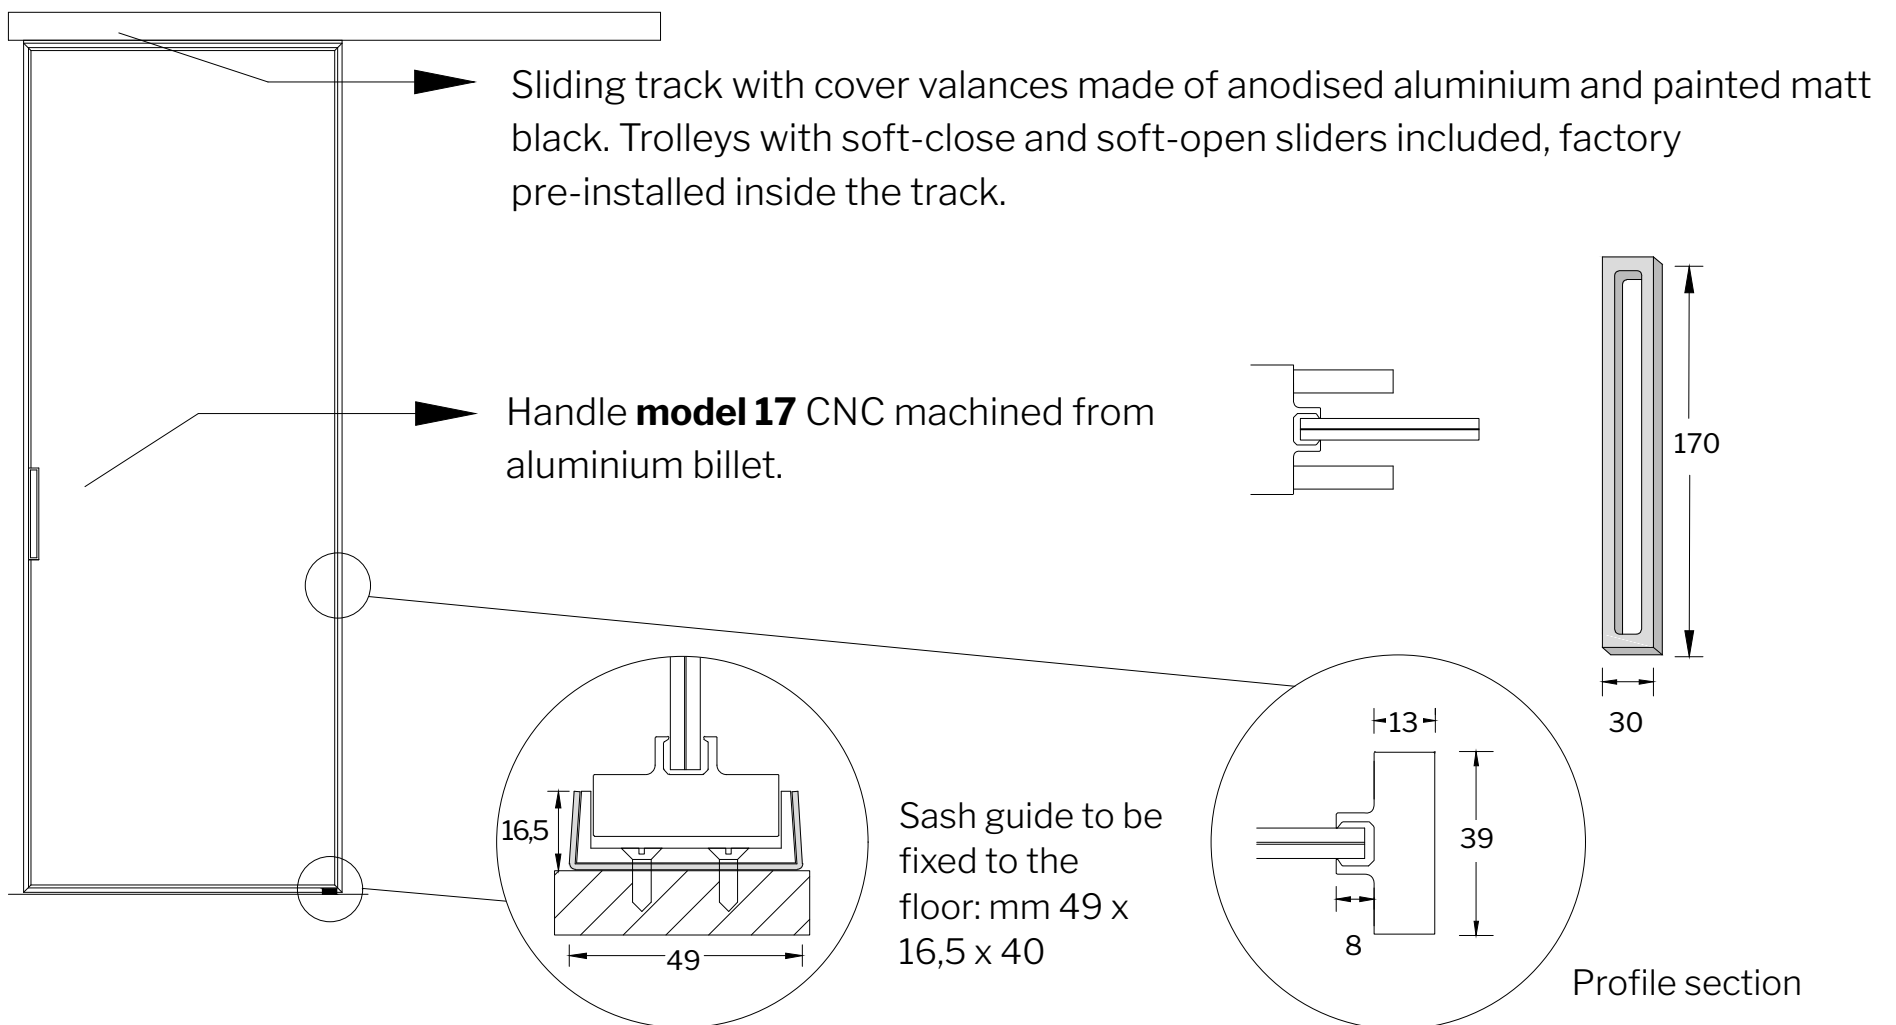 Sliding track with cover valances made of anodised aluminium and painted matt
black. Trolleys with soft-close and soft-open sliders included, factory
pre-installed inside the track.
Handle model 17 CNC machined from
aluminium billet.
170
30
16,5
49
Sash guide to be
fixed to the
floor: mm 49 x
16,5 x 40
13
39
8
Profile section